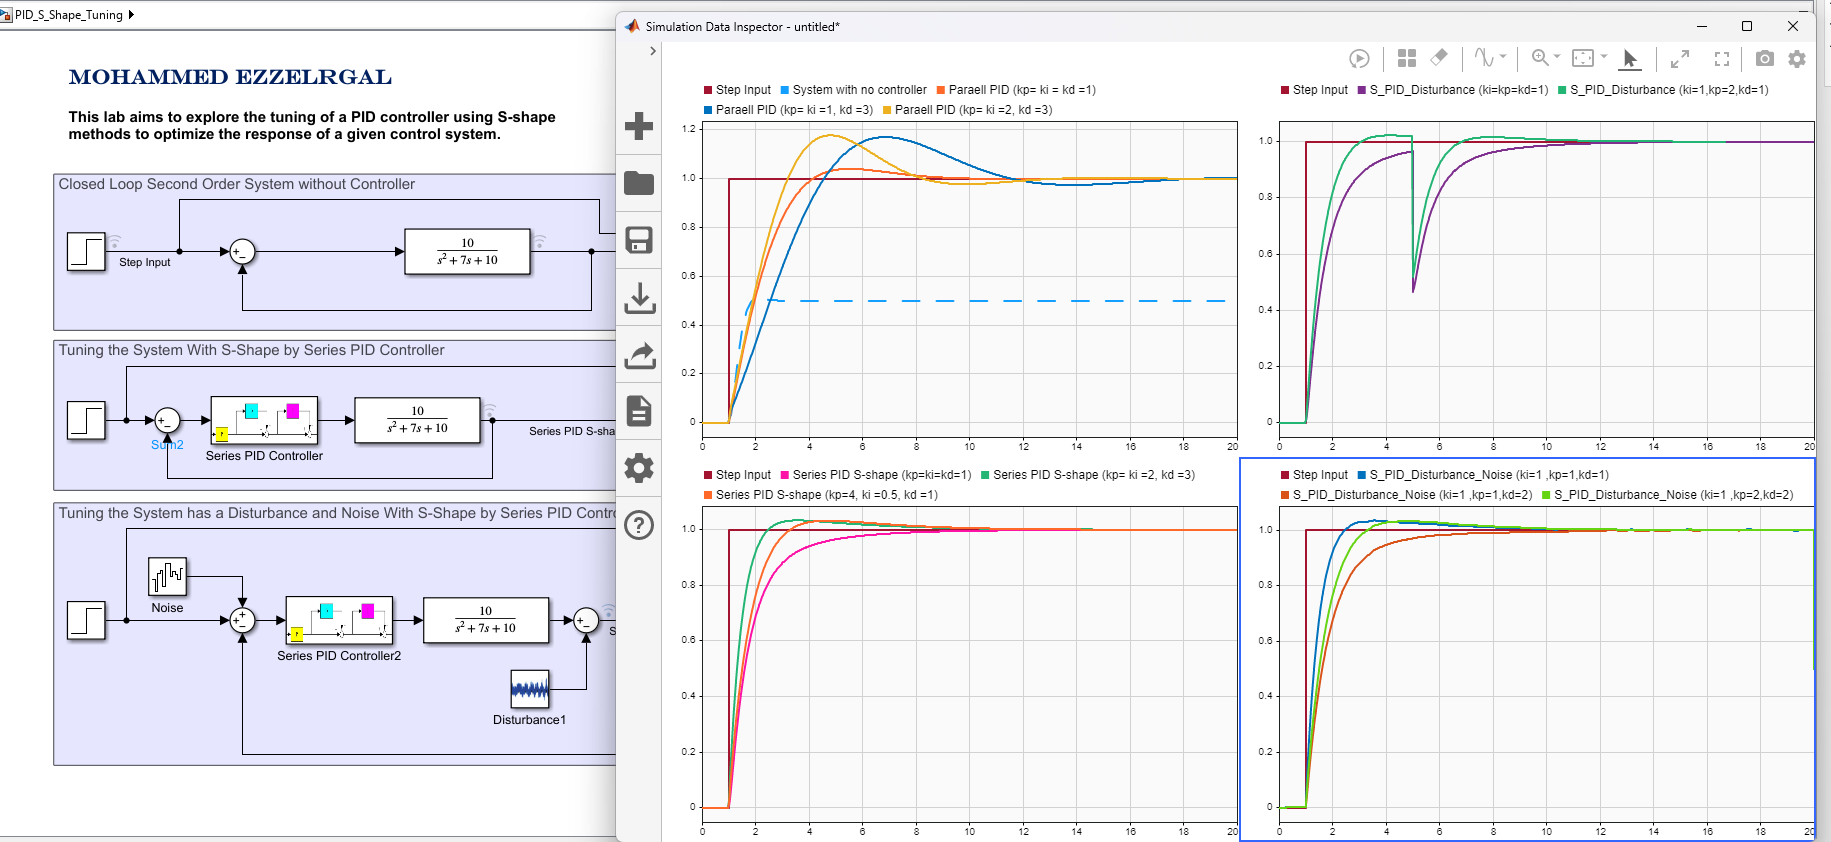 PID_S_Shape_Tuning
MOHAMMED EZZELRGAL
This lab aims to explore the tuning of a PID controller using S-shape
methods to optimize the response of a given control system.
Closed Loop Second Order System without Controller
Step Input
10
s² + 7s + 10
Tuning the System With S-Shape by Series PID Controller
Sum2
Series PID Controller
10
s² + 7s + 10
Series PID S-sha
Tuning the System has a Disturbance and Noise With S-Shape by Series PID Contr
Noise
Series PID Controller2
10
s² + 7s + 10
S
Disturbance1
Simulation Data Inspector - untitled*
Step Input System with no controller Paraell PID (kp= ki = kd =1)
Paraell PID (kp= ki =1, kd =3) Paraell PID (kp= ki =2, kd =3)
1.2
1.0
0.8
0.6
0.4
0.2
0
0 2 4 6 8 10 12 14 16 18 20
Step Input S_PID_Disturbance (ki=kp=kd=1) S_PID_Disturbance (ki=1,kp=2,kd=1)
1.0
0.8
0.6
0.4
0.2
0
0 2 4 6 8 10 12 14 16 18 20
Step Input Series PID S-shape (kp=ki=kd=1) Series PID S-shape (kp= ki =2, kd =3)
Series PID S-shape (kp=4, ki =0.5, kd =1)
1.0
0.8
0.6
0.4
0.2
0
0 2 4 6 8 10 12 14 16 18 20
Step Input S_PID_Disturbance_Noise (ki=1 ,kp=1,kd=1)
S_PID_Disturbance_Noise (ki=1 ,kp=1,kd=2) S_PID_Disturbance_Noise (ki=1 ,kp=2,kd=2)
1.0
0.8
0.6
0.4
0.2
0
0 2 4 6 8 10 12 14 16 18 20